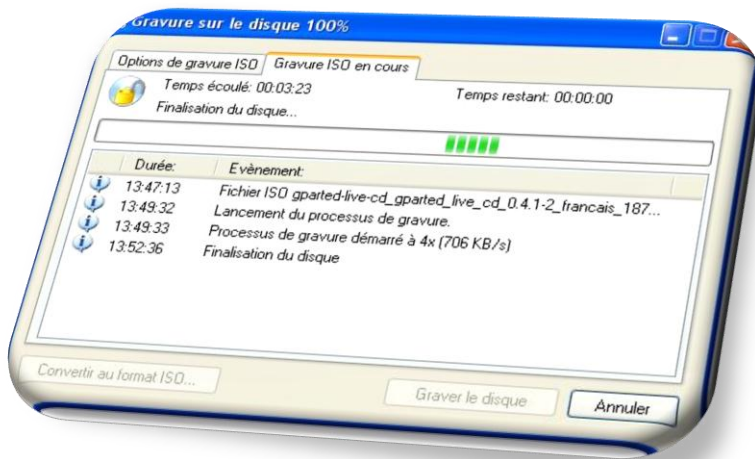 Gravure sur le disque 100%
Options de gravure ISO Gravure ISO en cours
Temps écoulé: 00:03:23 Temps restant: 00:00:00
Finalisation du disque...
Durée: Evènement:
13:47:13 Fichier ISO gparted-live-cd_gparted_live_cd_0.4.1-2_francais_187...
13:49:32 Lancement du processus de gravure.
13:49:33 Processus de gravure démarré à 4x (706 KB/s)
13:52:36 Finalisation du disque
Convertir au format ISO...
Graver le disque Annuler